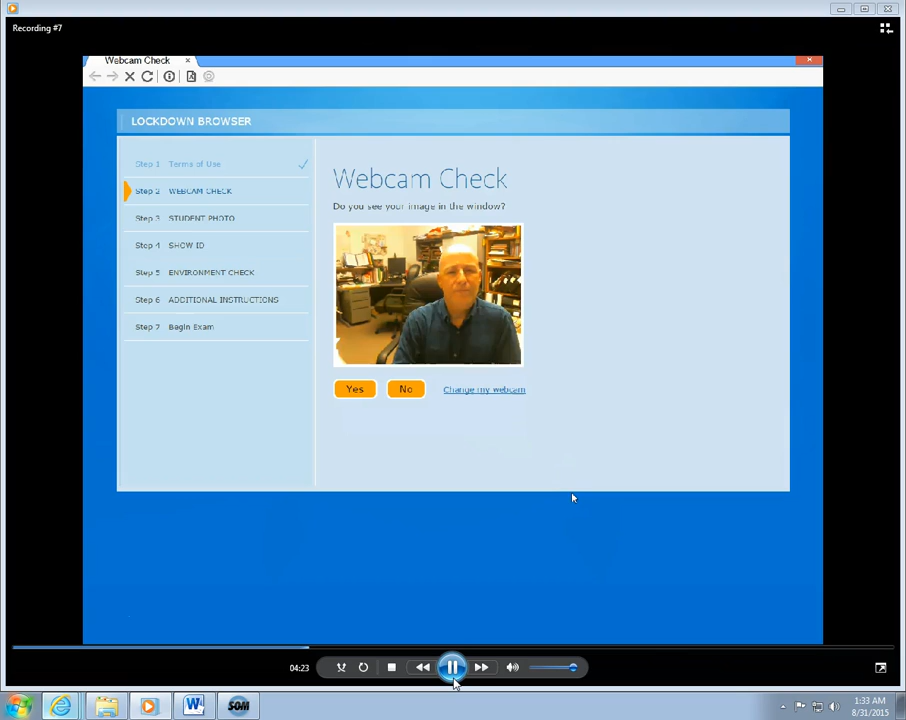 Recording #7
Webcam Check
LOCKDOWN BROWSER
Step 1 Terms of Use
Step 2 WEBCAM CHECK
Step 3 STUDENT PHOTO
Step 4 SHOW ID
Step 5 ENVIRONMENT CHECK
Step 6 ADDITIONAL INSTRUCTIONS
Step 7 Begin Exam
Webcam Check
Do you see your image in the window?
Yes No Change my webcam
04:23
W SOM
1:33 AM
8/31/2015